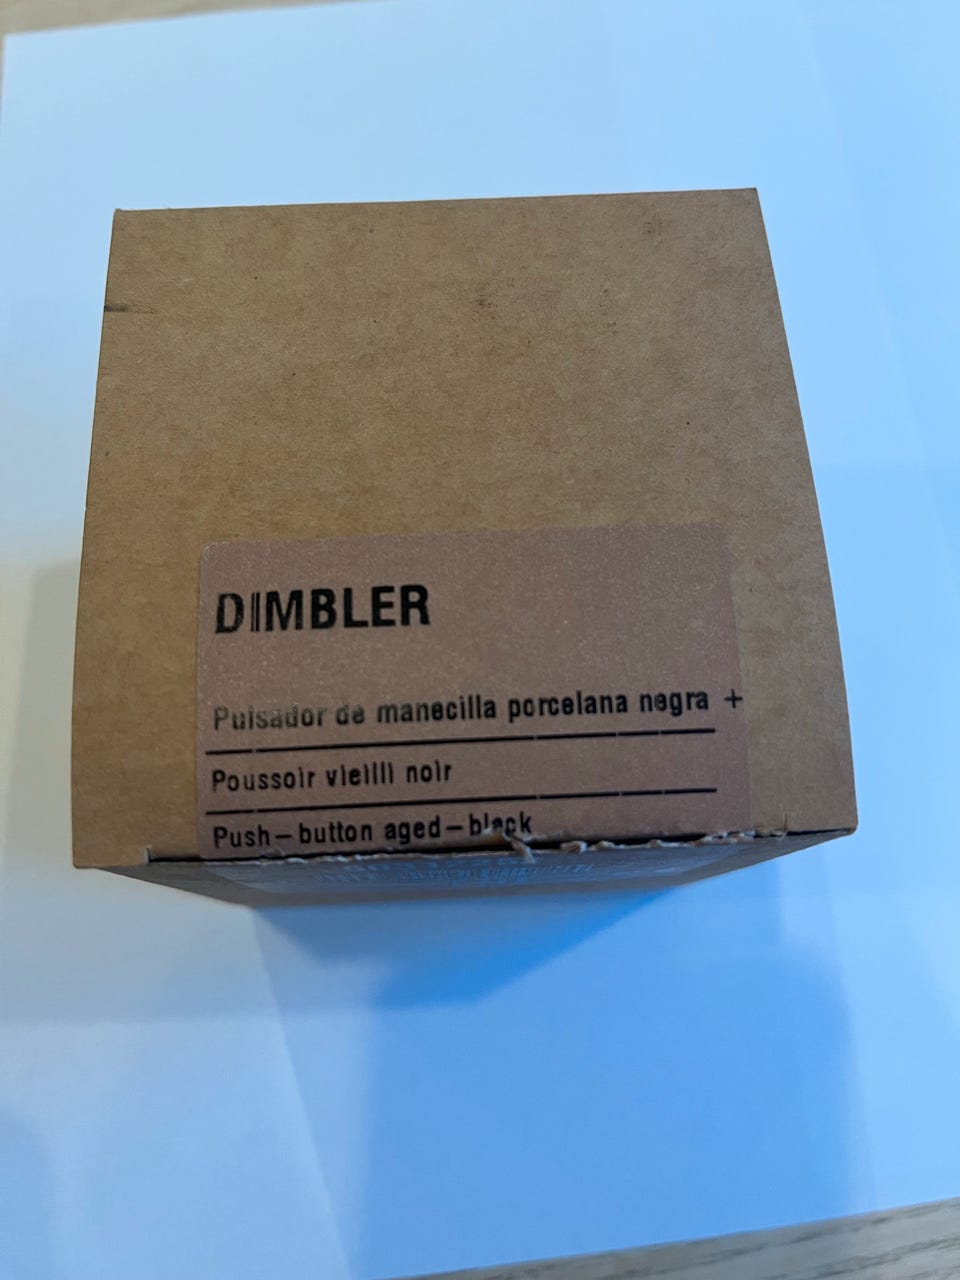 DIMBLER
Pulsador de manecilla porcelana negra +
Poussoir vieilli noir
Push-button aged-black